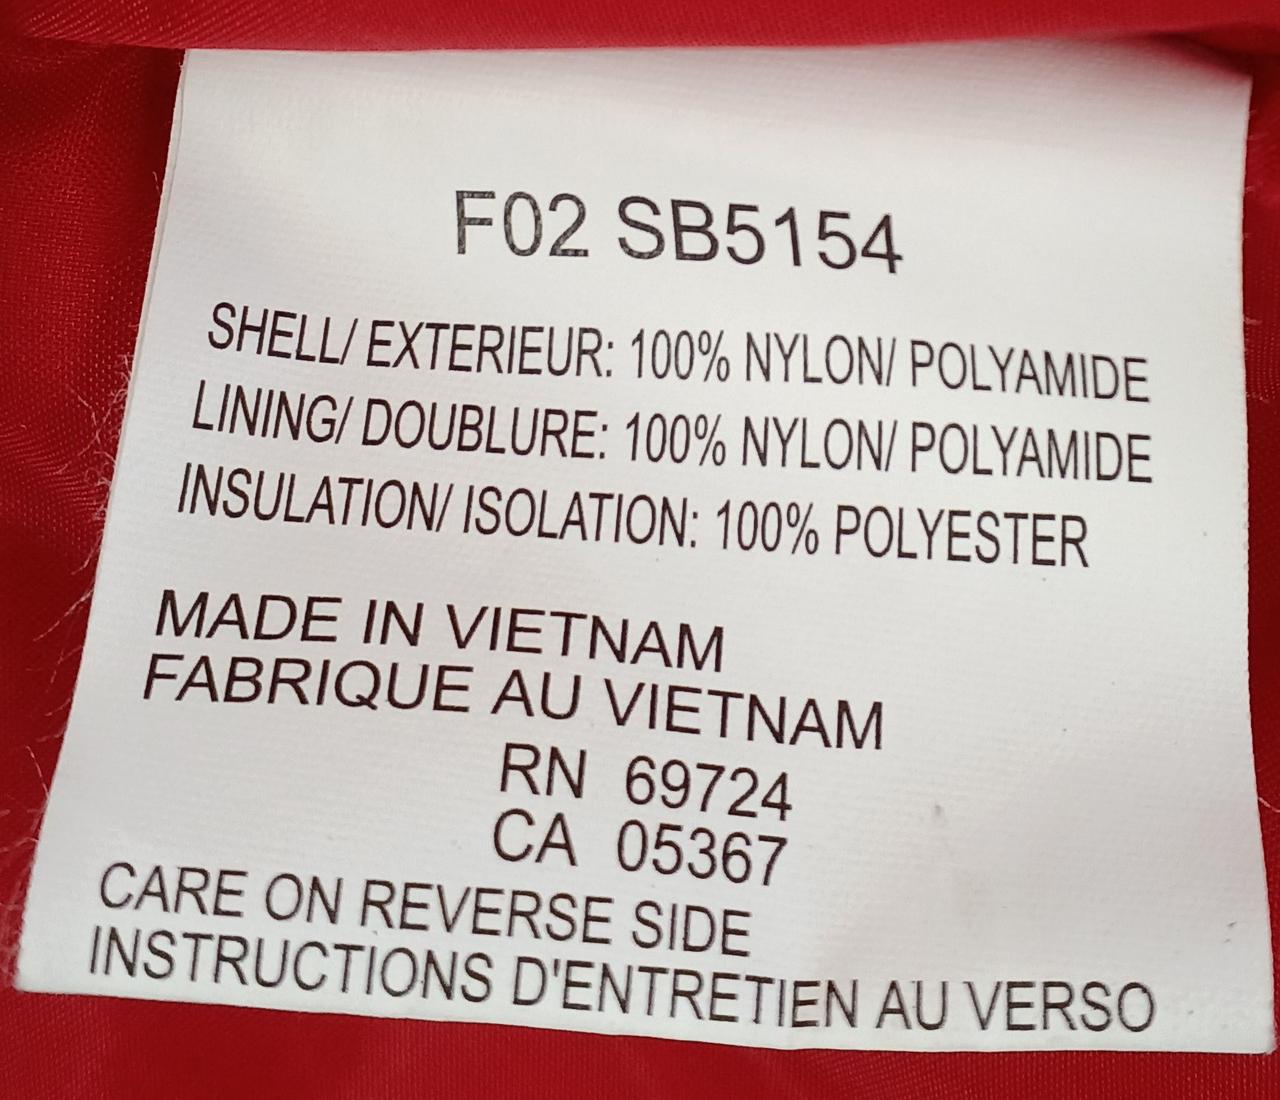 F02 SB5154
SHELL/ EXTERIEUR: 100% NYLON/ POLYAMIDE
LINING/ DOUBLURE: 100% NYLON/ POLYAMIDE
INSULATION/ ISOLATION: 100% POLYESTER
MADE IN VIETNAM
FABRIQUE AU VIETNAM
RN 69724
CA 05367
CARE ON REVERSE SIDE
INSTRUCTIONS D'ENTRETIEN AU VERSO